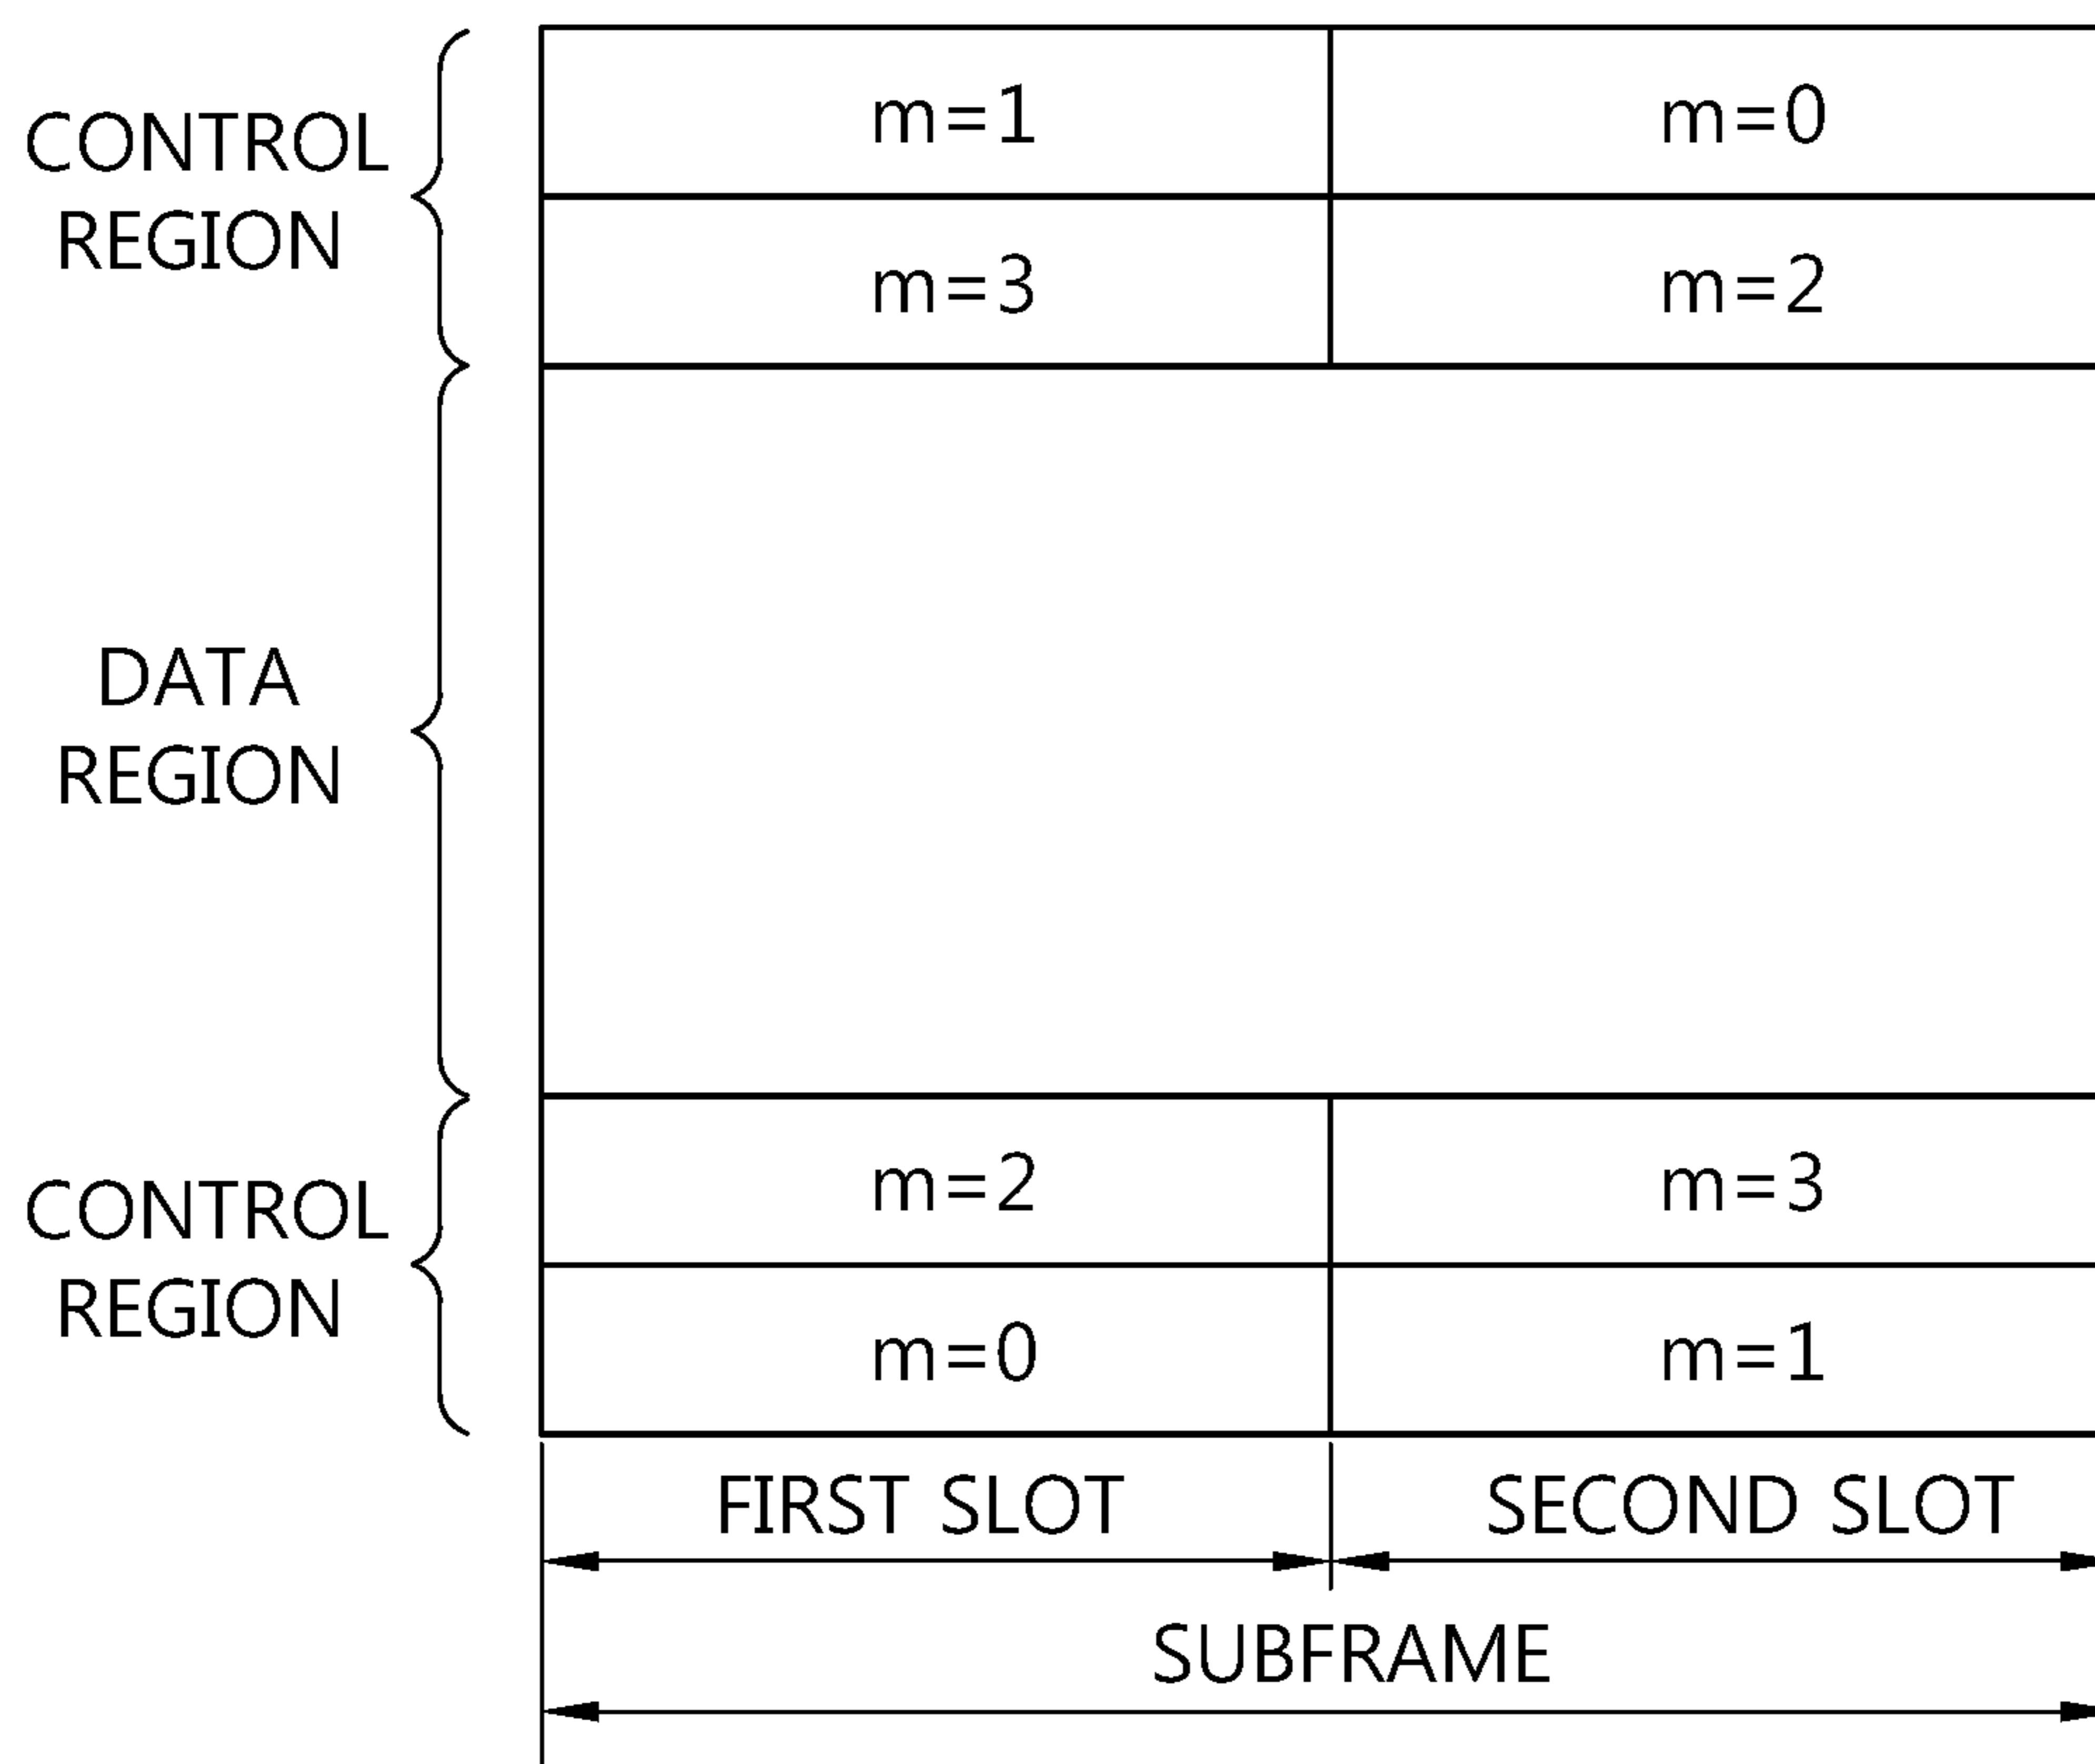 m=1 m=0
CONTROL
REGION
m=3 m=2
DATA
REGION
m=2 m=3
CONTROL
REGION
m=0 m=1
FIRST SLOT SECOND SLOT
SUBFRAME